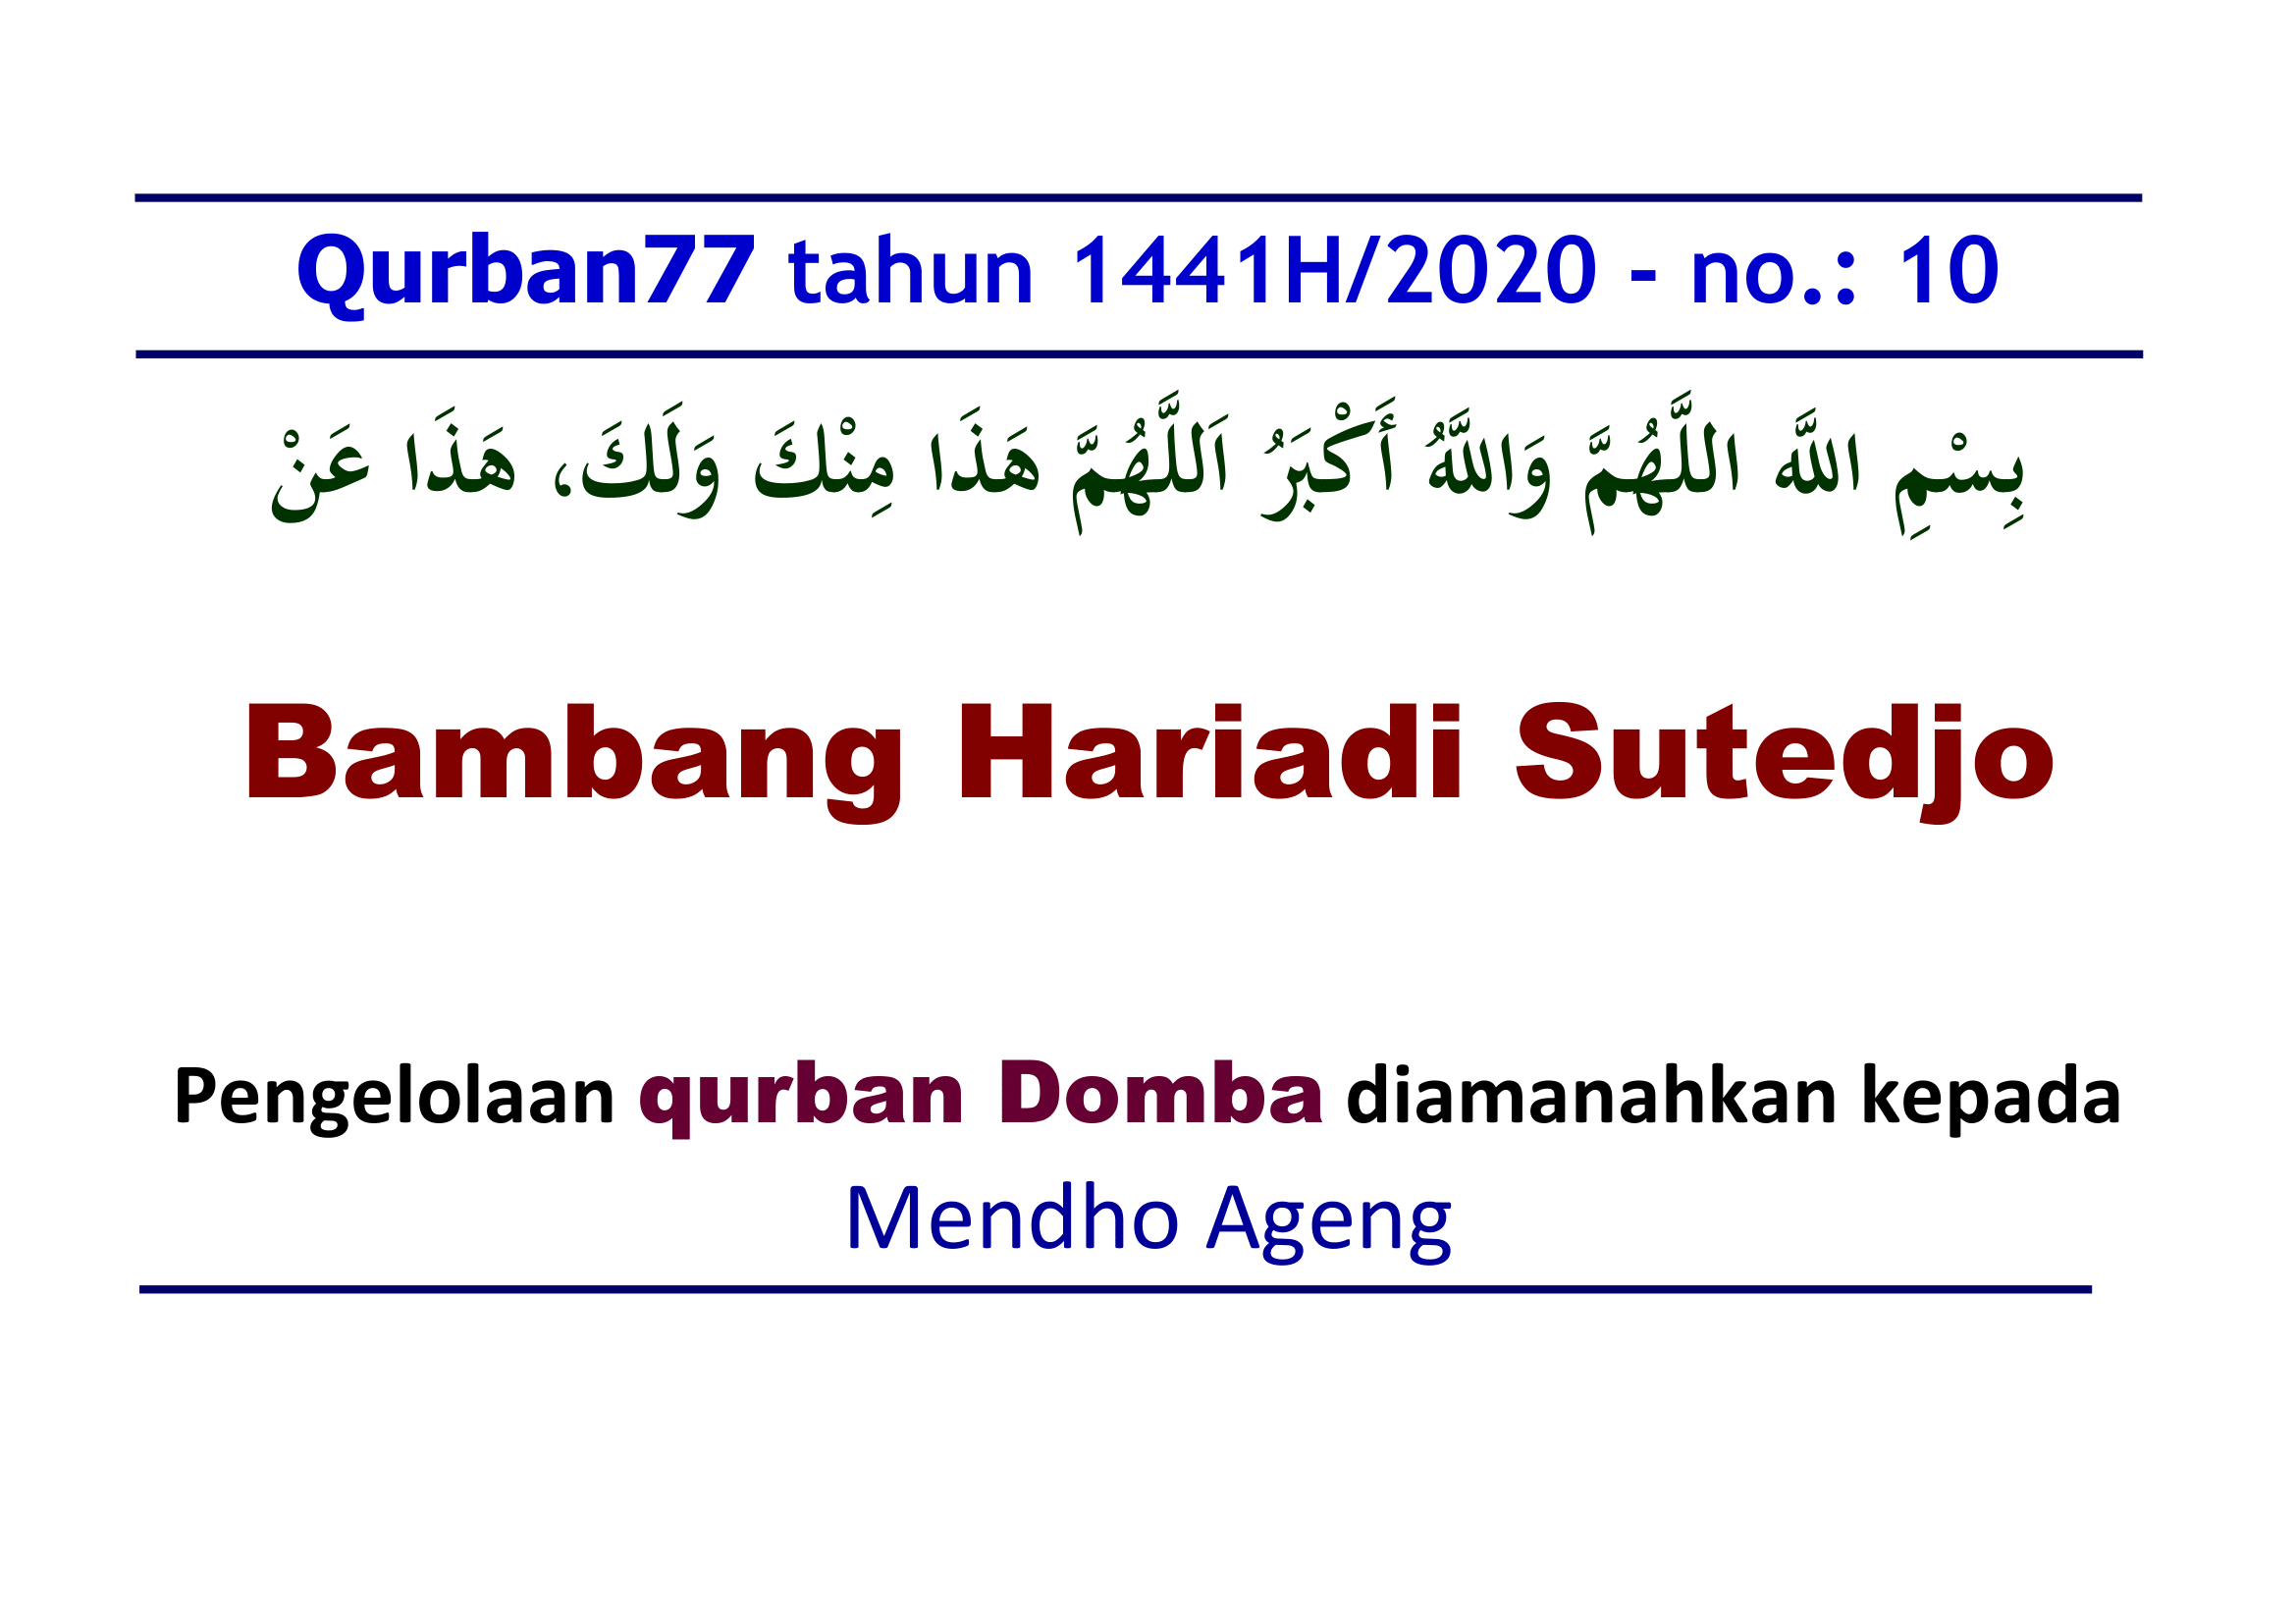 Qurban77 tahun 1441H/2020 - no.: 10
بِسْمِ اللّه اللَّهُمَّ وَاللّهُ أَكْبَرُ اَللَّهُمَّ هَذَا مِنْكَ وَلَكَ، هَذَا عَنْ
Bambang Hariadi Sutedjo
Pengelolaan qurban Domba diamanahkan kepada
Mendho Ageng